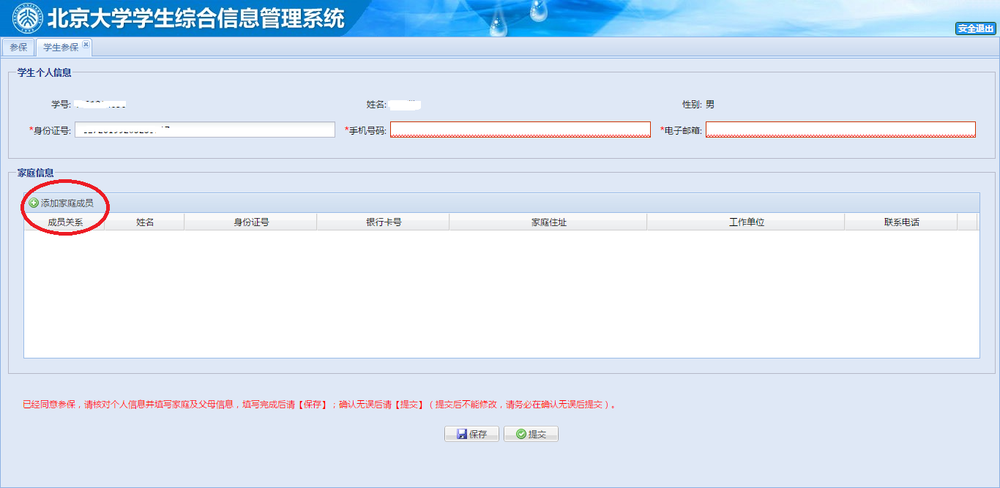 北京大学学生综合信息管理系统
安全退出
参保 学生参保
学生个人信息
学号: 姓名: 性别: 男
*身份证号: *手机号码: *电子邮箱:
家庭信息
添加家庭成员
成员关系 姓名 身份证号 银行卡号 家庭住址 工作单位 联系电话
已经同意参保，请核对个人信息并填写家庭及父母信息，填写完成后请【保存】；确认无误后请【提交】（提交后不能修改，请务必在确认无误后提交）。
保存 提交